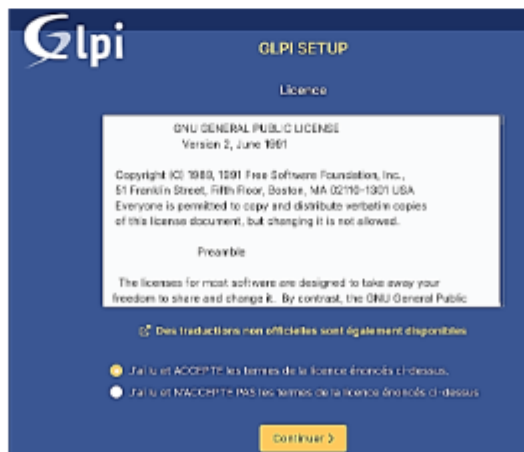 Glpi
GLPI SETUP
Licence
GNU GENERAL PUBLIC LICENSE
Version 2, June 1991
Copyright (C) 1989, 1991 Free Software Foundation, Inc.,
51 Franklin Street, Fifth Floor, Boston, MA 02110-1301 USA
Everyone is permitted to copy and distribute verbatim copies
of this license document, but changing it is not allowed.
Preamble
The licenses for most software are designed to take away your
freedom to share and change it. By contrast, the GNU General Public
Des traductions non officielles sont également disponibles
J'ai lu et ACCEPTE les termes de la licence énoncés ci-dessus.
J'ai lu et N'ACCEPTE PAS les termes de la licence énoncés ci-dessus
Continuer >